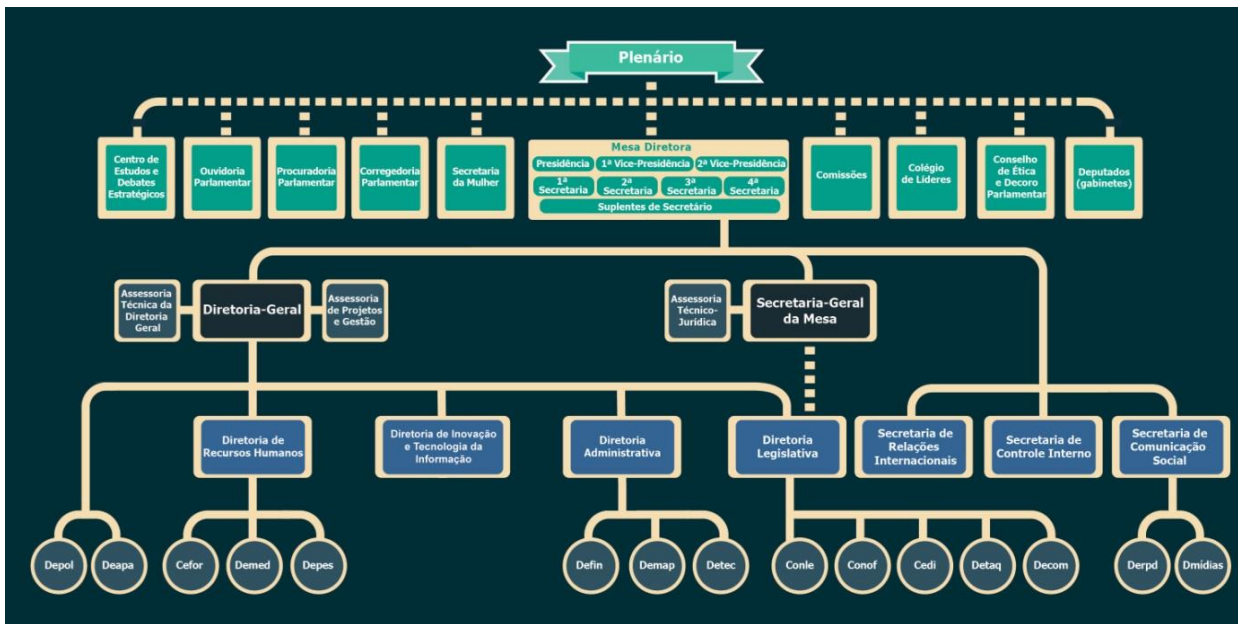 Plenário
Centro de
Estudos e
Debates
Estratégicos
Ouvidoria
Parlamentar
Procuradoria
Parlamentar
Corregedoria
Parlamentar
Secretaria
da Mulher
Mesa Diretora
Presidência
1ª Vice-Presidência
2ª Vice-Presidência
1ª
Secretaria
2ª
Secretaria
3ª
Secretaria
4ª
Secretaria
Suplentes de Secretário
Comissões
Colégio
de Líderes
Conselho
de Ética
e Decoro
Parlamentar
Deputados
(gabinetes)
Assessoria
Técnica da
Diretoria
Geral
Diretoria-Geral
Assessoria
de Projetos
e Gestão
Assessoria
Técnico-
Jurídica
Secretaria-Geral
da Mesa
Diretoria de
Recursos Humanos
Diretoria de Inovação
e Tecnologia da
Informação
Diretoria
Administrativa
Diretoria
Legislativa
Secretaria de
Relações
Internacionais
Secretaria de
Controle Interno
Secretaria de
Comunicação
Social
Depol
Deapa
Cefor
Demed
Depes
Defin
Demap
Detec
Conle
Conof
Cedi
Detaq
Decom
Derpd
Dmídias